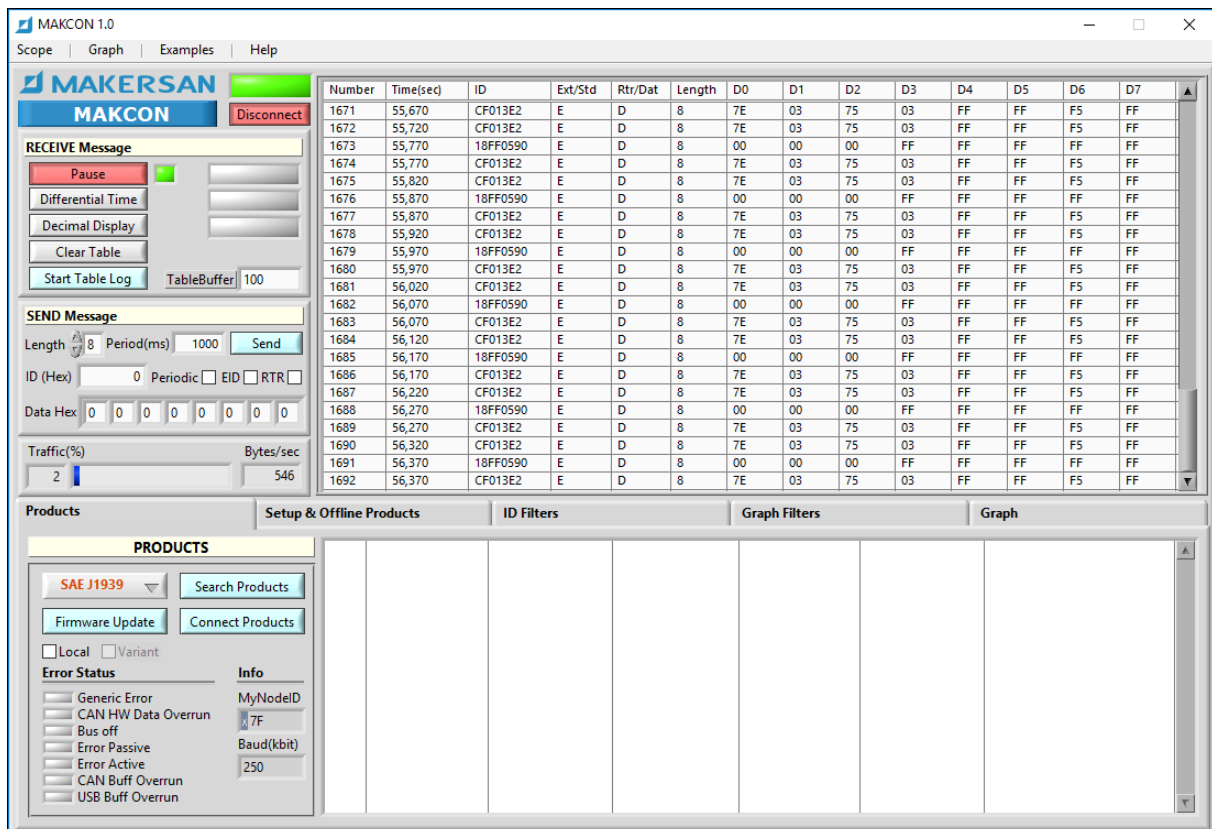 MAKCON 1.0
Scope | Graph | Examples | Help
MAKERSAN
MAKCON
Disconnect
RECEIVE Message
Pause
Differential Time
Decimal Display
Clear Table
Start Table Log TableBuffer 100
SEND Message
Length 8 Period(ms) 1000 Send
ID (Hex) 0 Periodic EID RTR
Data Hex 0 0 0 0 0 0 0 0
Traffic(%) Bytes/sec
2 546
Number Time(sec) ID Ext/Std Rtr/Dat Length D0 D1 D2 D3 D4 D5 D6 D7
1671 55,670 CF013E2 E D 8 7E 03 75 03 FF FF F5 FF
1672 55,720 CF013E2 E D 8 7E 03 75 03 FF FF F5 FF
1673 55,770 18FF0590 E D 8 00 00 00 FF FF FF FF FF
1674 55,770 CF013E2 E D 8 7E 03 75 03 FF FF F5 FF
1675 55,820 CF013E2 E D 8 7E 03 75 03 FF FF F5 FF
1676 55,870 18FF0590 E D 8 00 00 00 FF FF FF FF FF
1677 55,870 CF013E2 E D 8 7E 03 75 03 FF FF F5 FF
1678 55,920 CF013E2 E D 8 7E 03 75 03 FF FF F5 FF
1679 55,970 18FF0590 E D 8 00 00 00 FF FF FF FF FF
1680 55,970 CF013E2 E D 8 7E 03 75 03 FF FF F5 FF
1681 56,020 CF013E2 E D 8 7E 03 75 03 FF FF F5 FF
1682 56,070 18FF0590 E D 8 00 00 00 FF FF FF FF FF
1683 56,070 CF013E2 E D 8 7E 03 75 03 FF FF F5 FF
1684 56,120 CF013E2 E D 8 7E 03 75 03 FF FF F5 FF
1685 56,170 18FF0590 E D 8 00 00 00 FF FF FF FF FF
1686 56,170 CF013E2 E D 8 7E 03 75 03 FF FF F5 FF
1687 56,220 CF013E2 E D 8 7E 03 75 03 FF FF F5 FF
1688 56,270 18FF0590 E D 8 00 00 00 FF FF FF FF FF
1689 56,270 CF013E2 E D 8 7E 03 75 03 FF FF F5 FF
1690 56,320 CF013E2 E D 8 7E 03 75 03 FF FF F5 FF
1691 56,370 18FF0590 E D 8 00 00 00 FF FF FF FF FF
1692 56,370 CF013E2 E D 8 7E 03 75 03 FF FF F5 FF
Products Setup & Offline Products ID Filters Graph Filters Graph
PRODUCTS
SAE J1939 Search Products
Firmware Update Connect Products
Local Variant
Error Status Info
Generic Error MyNodeID
CAN HW Data Overrun x 7F
Bus off
Error Passive Baud(kbit)
Error Active 250
CAN Buff Overrun
USB Buff Overrun